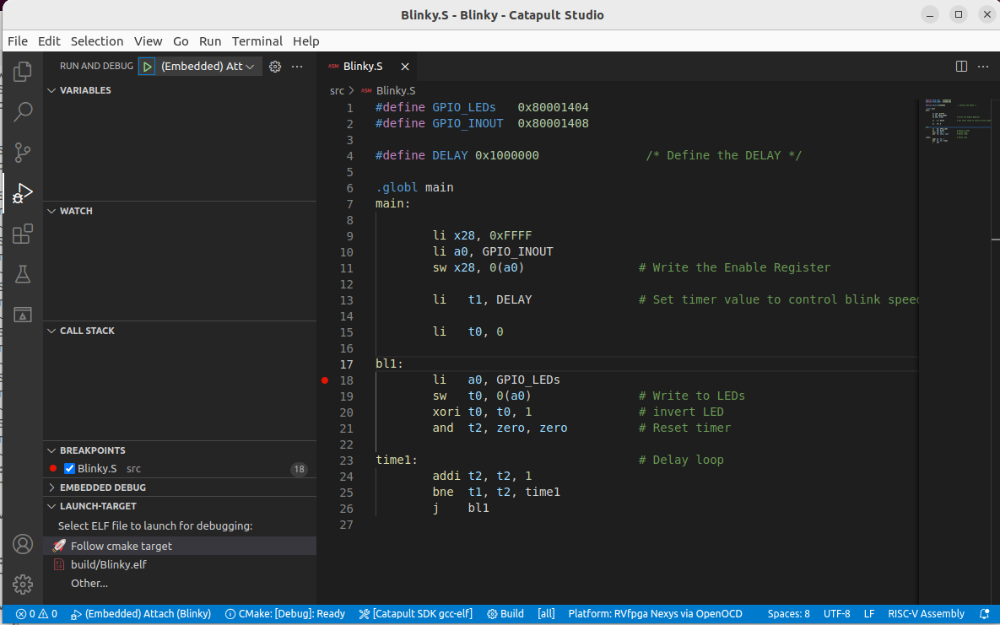 Blinky.S - Blinky - Catapult Studio
File Edit Selection View Go Run Terminal Help
RUN AND DEBUG (Embedded) Att
VARIABLES
WATCH
CALL STACK
BREAKPOINTS
Blinky.S src 18
EMBEDDED DEBUG
LAUNCH-TARGET
Select ELF file to launch for debugging:
Follow cmake target
build/Blinky.elf
Other...
ASM Blinky.S
src > ASM Blinky.S
1 #define GPIO_LEDs 0x80001404
2 #define GPIO_INOUT 0x80001408
3
4 #define DELAY 0x1000000 /* Define the DELAY */
5
6 .globl main
7 main:
8
9 li x28, 0xFFFF
10 li a0, GPIO_INOUT
11 sw x28, 0(a0) # Write the Enable Register
12
13 li t1, DELAY # Set timer value to control blink speed
14
15 li t0, 0
16
17 bl1:
18 li a0, GPIO_LEDs
19 sw t0, 0(a0) # Write to LEDs
20 xori t0, t0, 1 # invert LED
21 and t2, zero, zero # Reset timer
22
23 time1: # Delay loop
24 addi t2, t2, 1
25 bne t1, t2, time1
26 j bl1
27
0 0 (Embedded) Attach (Blinky) CMake: [Debug]: Ready [Catapult SDK gcc-elf] Build [all] Platform: RVfpga Nexys via OpenOCD Spaces: 8 UTF-8 LF RISC-V Assembly